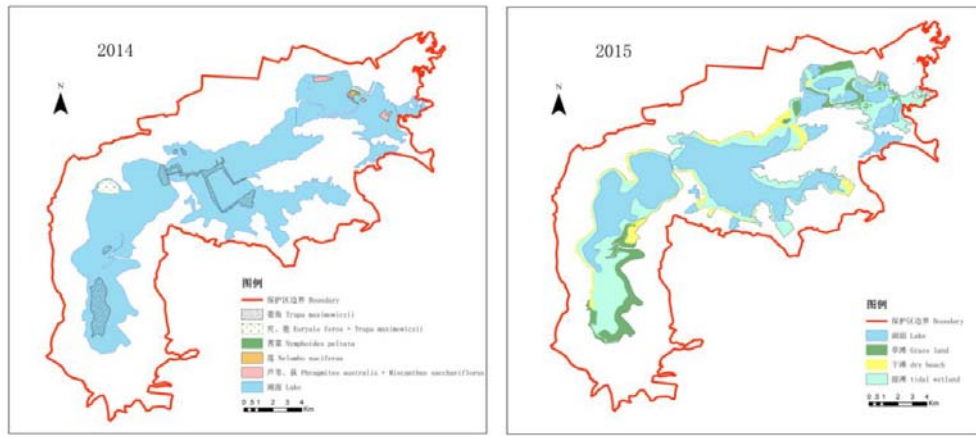 2014
N
图例
保护区边界 Boundary
菱角 Trapa maximowiczii
芡、菱 Euryale ferox + Trapa maximowiczii
荇菜 Nymphoides peltata
莲 Nelumbo nucifera
芦苇、荻 Phragmites australis + Miscanthus sacchariflorus
湖面 Lake
0 .5 1 2 3 4
Km
2015
N
图例
保护区边界 Boundary
湖面 Lake
草滩 Grass land
干滩 dry beach
湿滩 tidal wetland
0 .5 1 2 3 4
Km